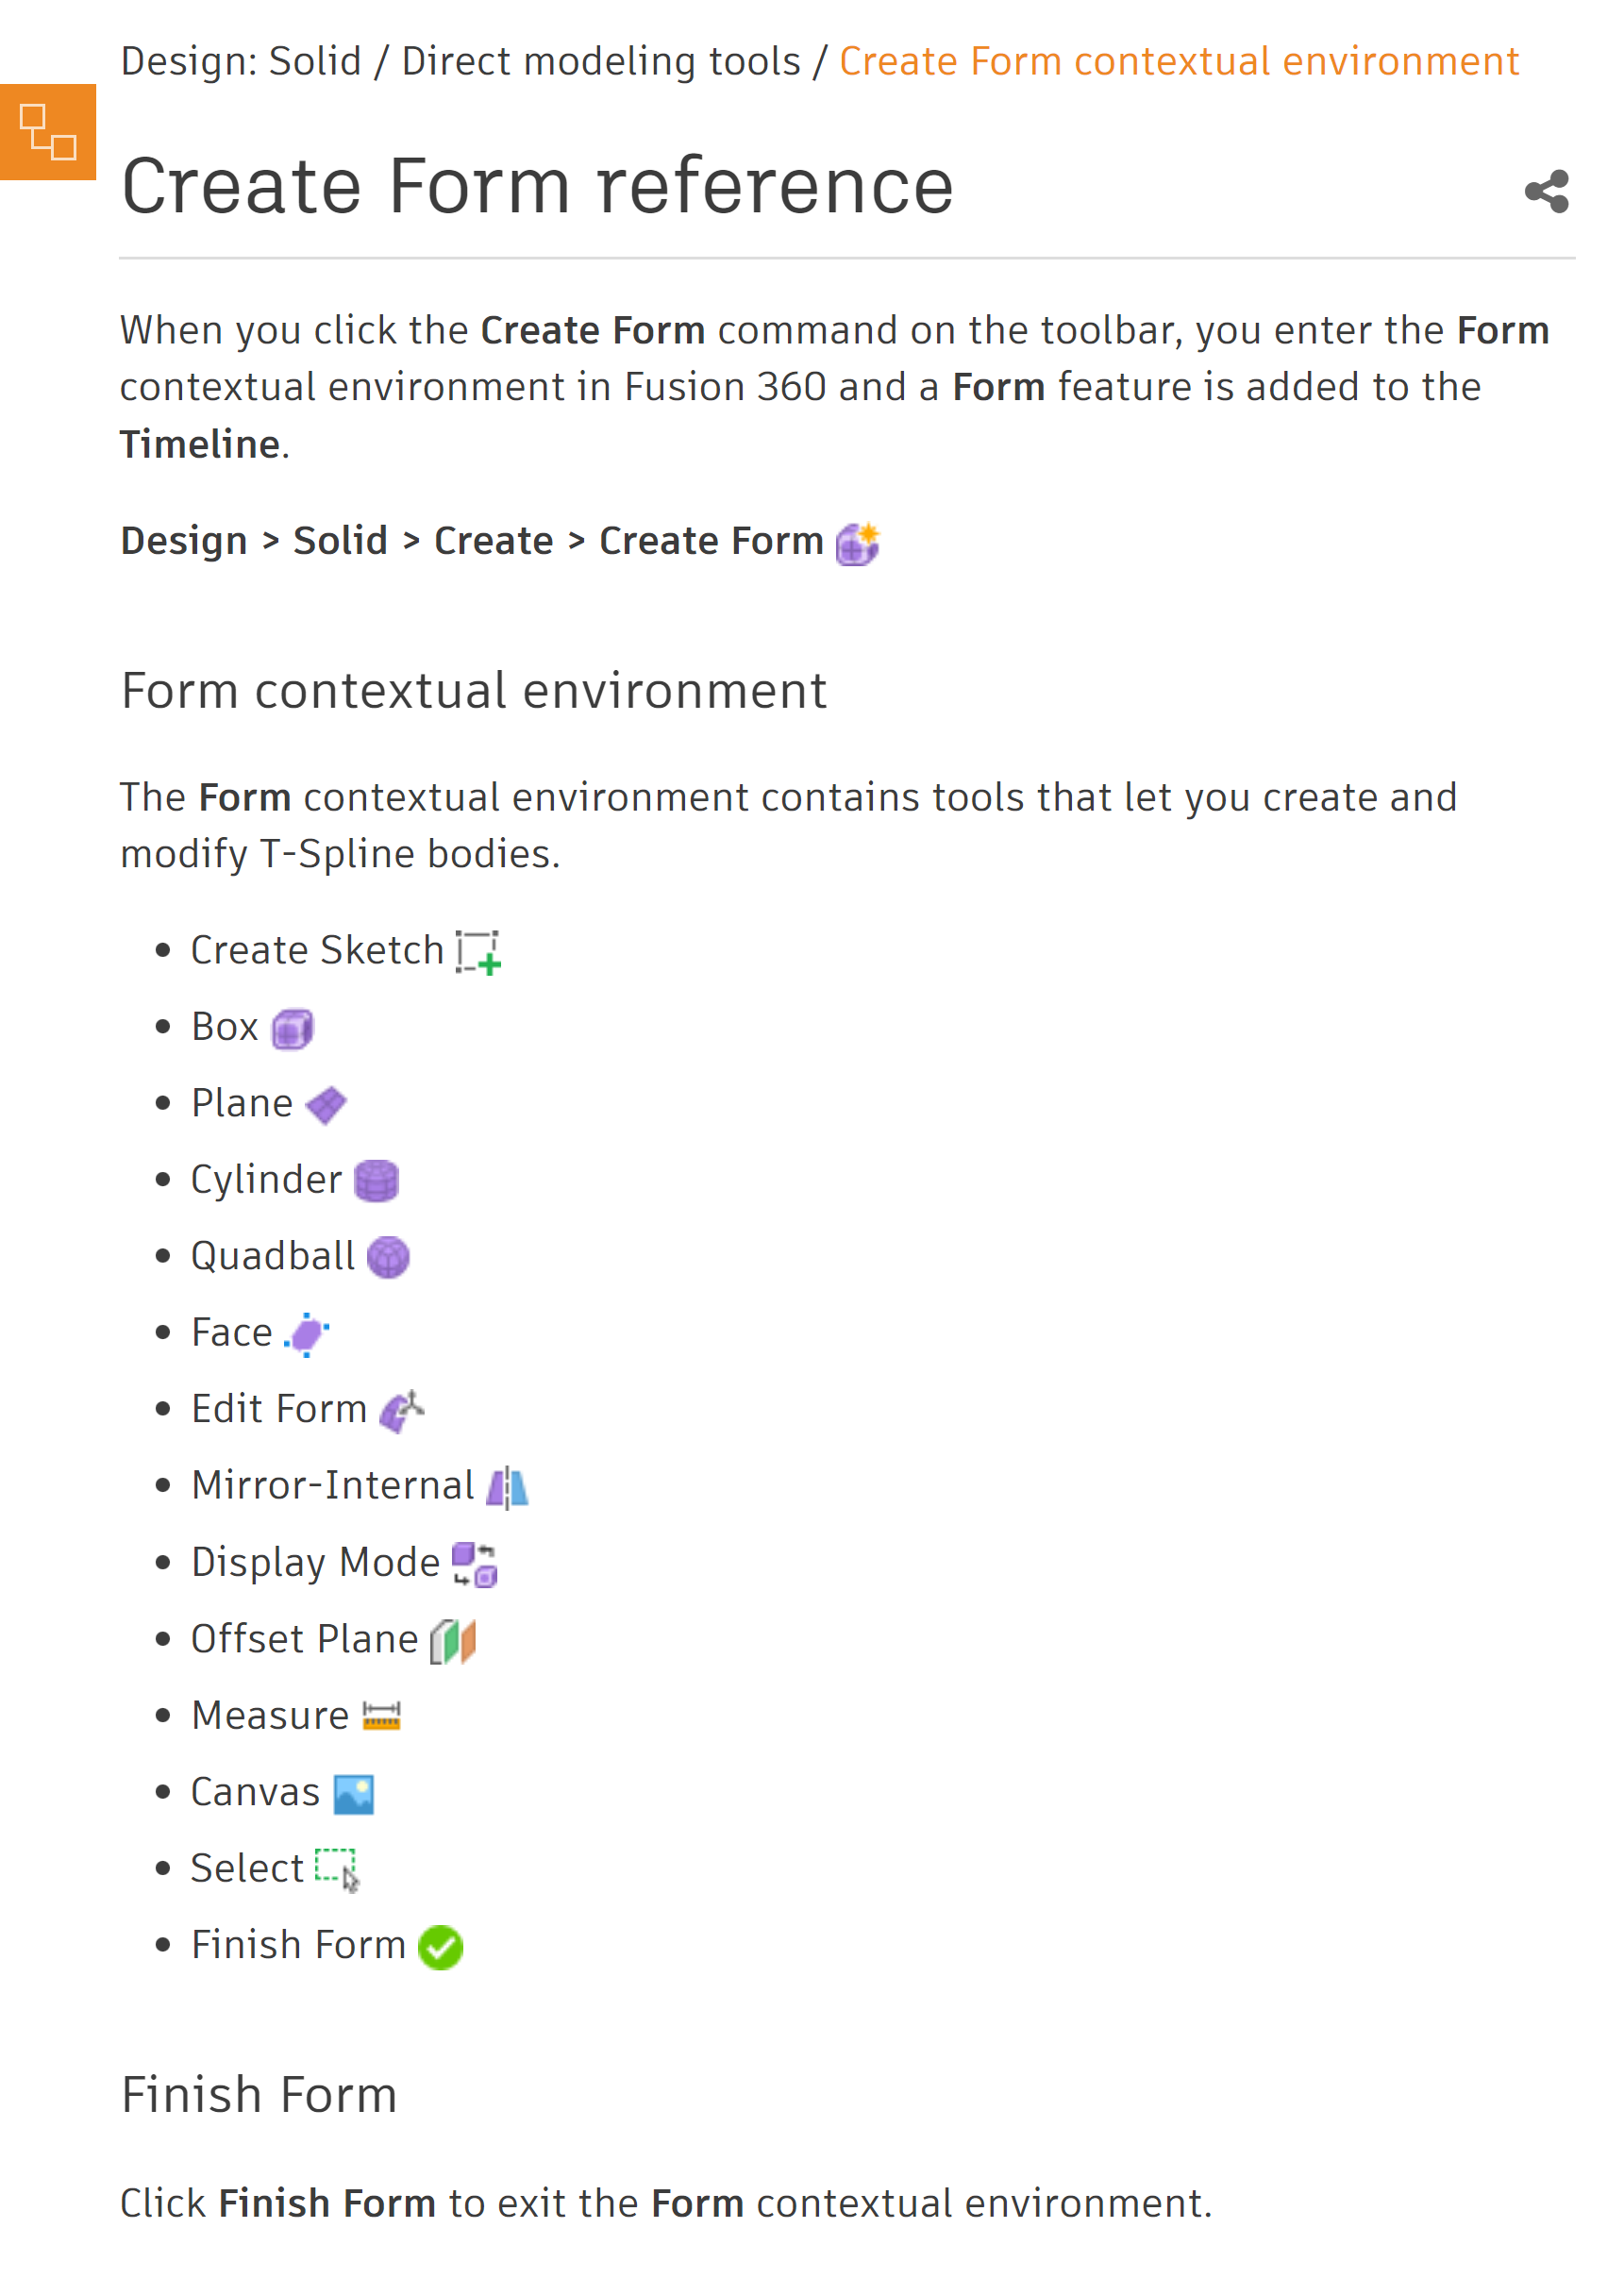 Design: Solid / Direct modeling tools / Create Form contextual environment
Create Form reference
When you click the Create Form command on the toolbar, you enter the Form
contextual environment in Fusion 360 and a Form feature is added to the
Timeline.
Design > Solid > Create > Create Form
Form contextual environment
The Form contextual environment contains tools that let you create and
modify T-Spline bodies.
• Create Sketch
• Box
• Plane
• Cylinder
• Quadball
• Face
• Edit Form
• Mirror-Internal
• Display Mode
• Offset Plane
• Measure
• Canvas
• Select
• Finish Form
Finish Form
Click Finish Form to exit the Form contextual environment.